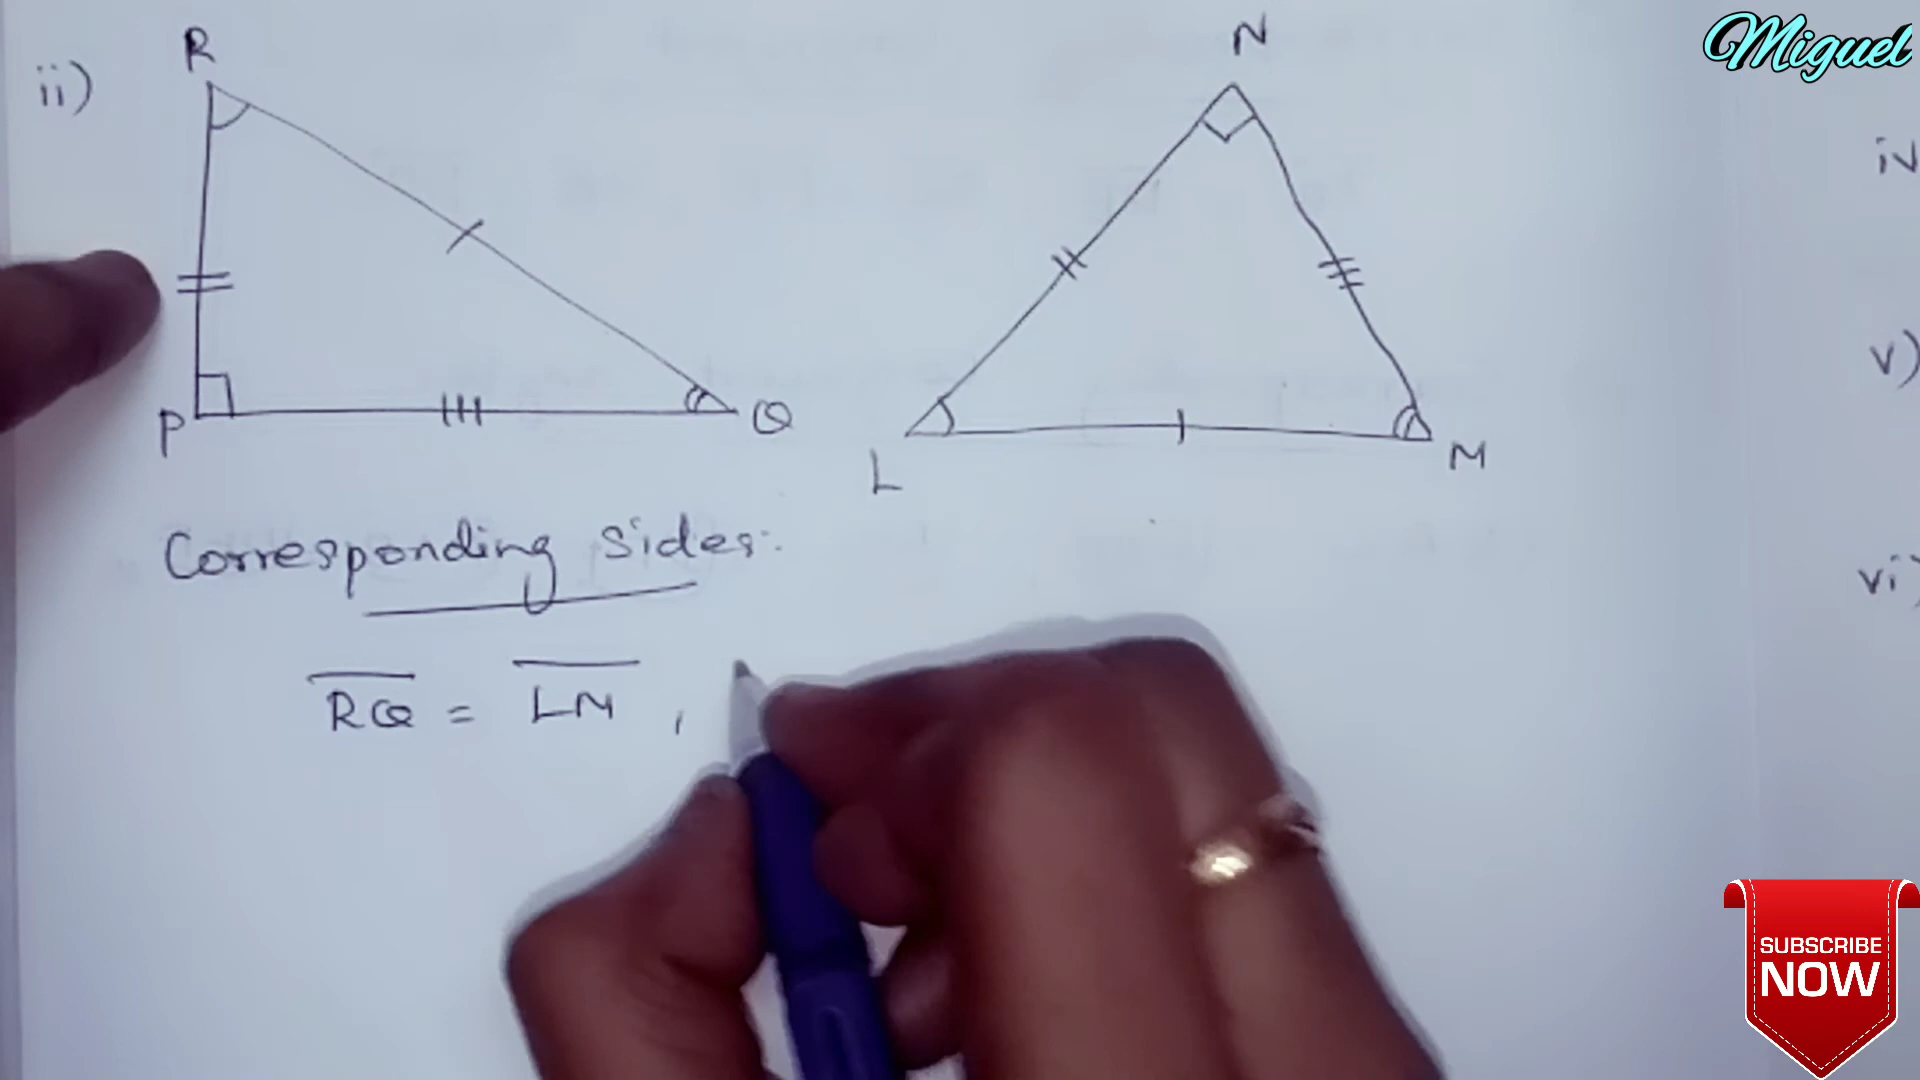 Miguel
R
N
ii)
iv
P
Q
L
M
v)
Corresponding sides:
vi)
RQ = LM ,
SUBSCRIBE
NOW